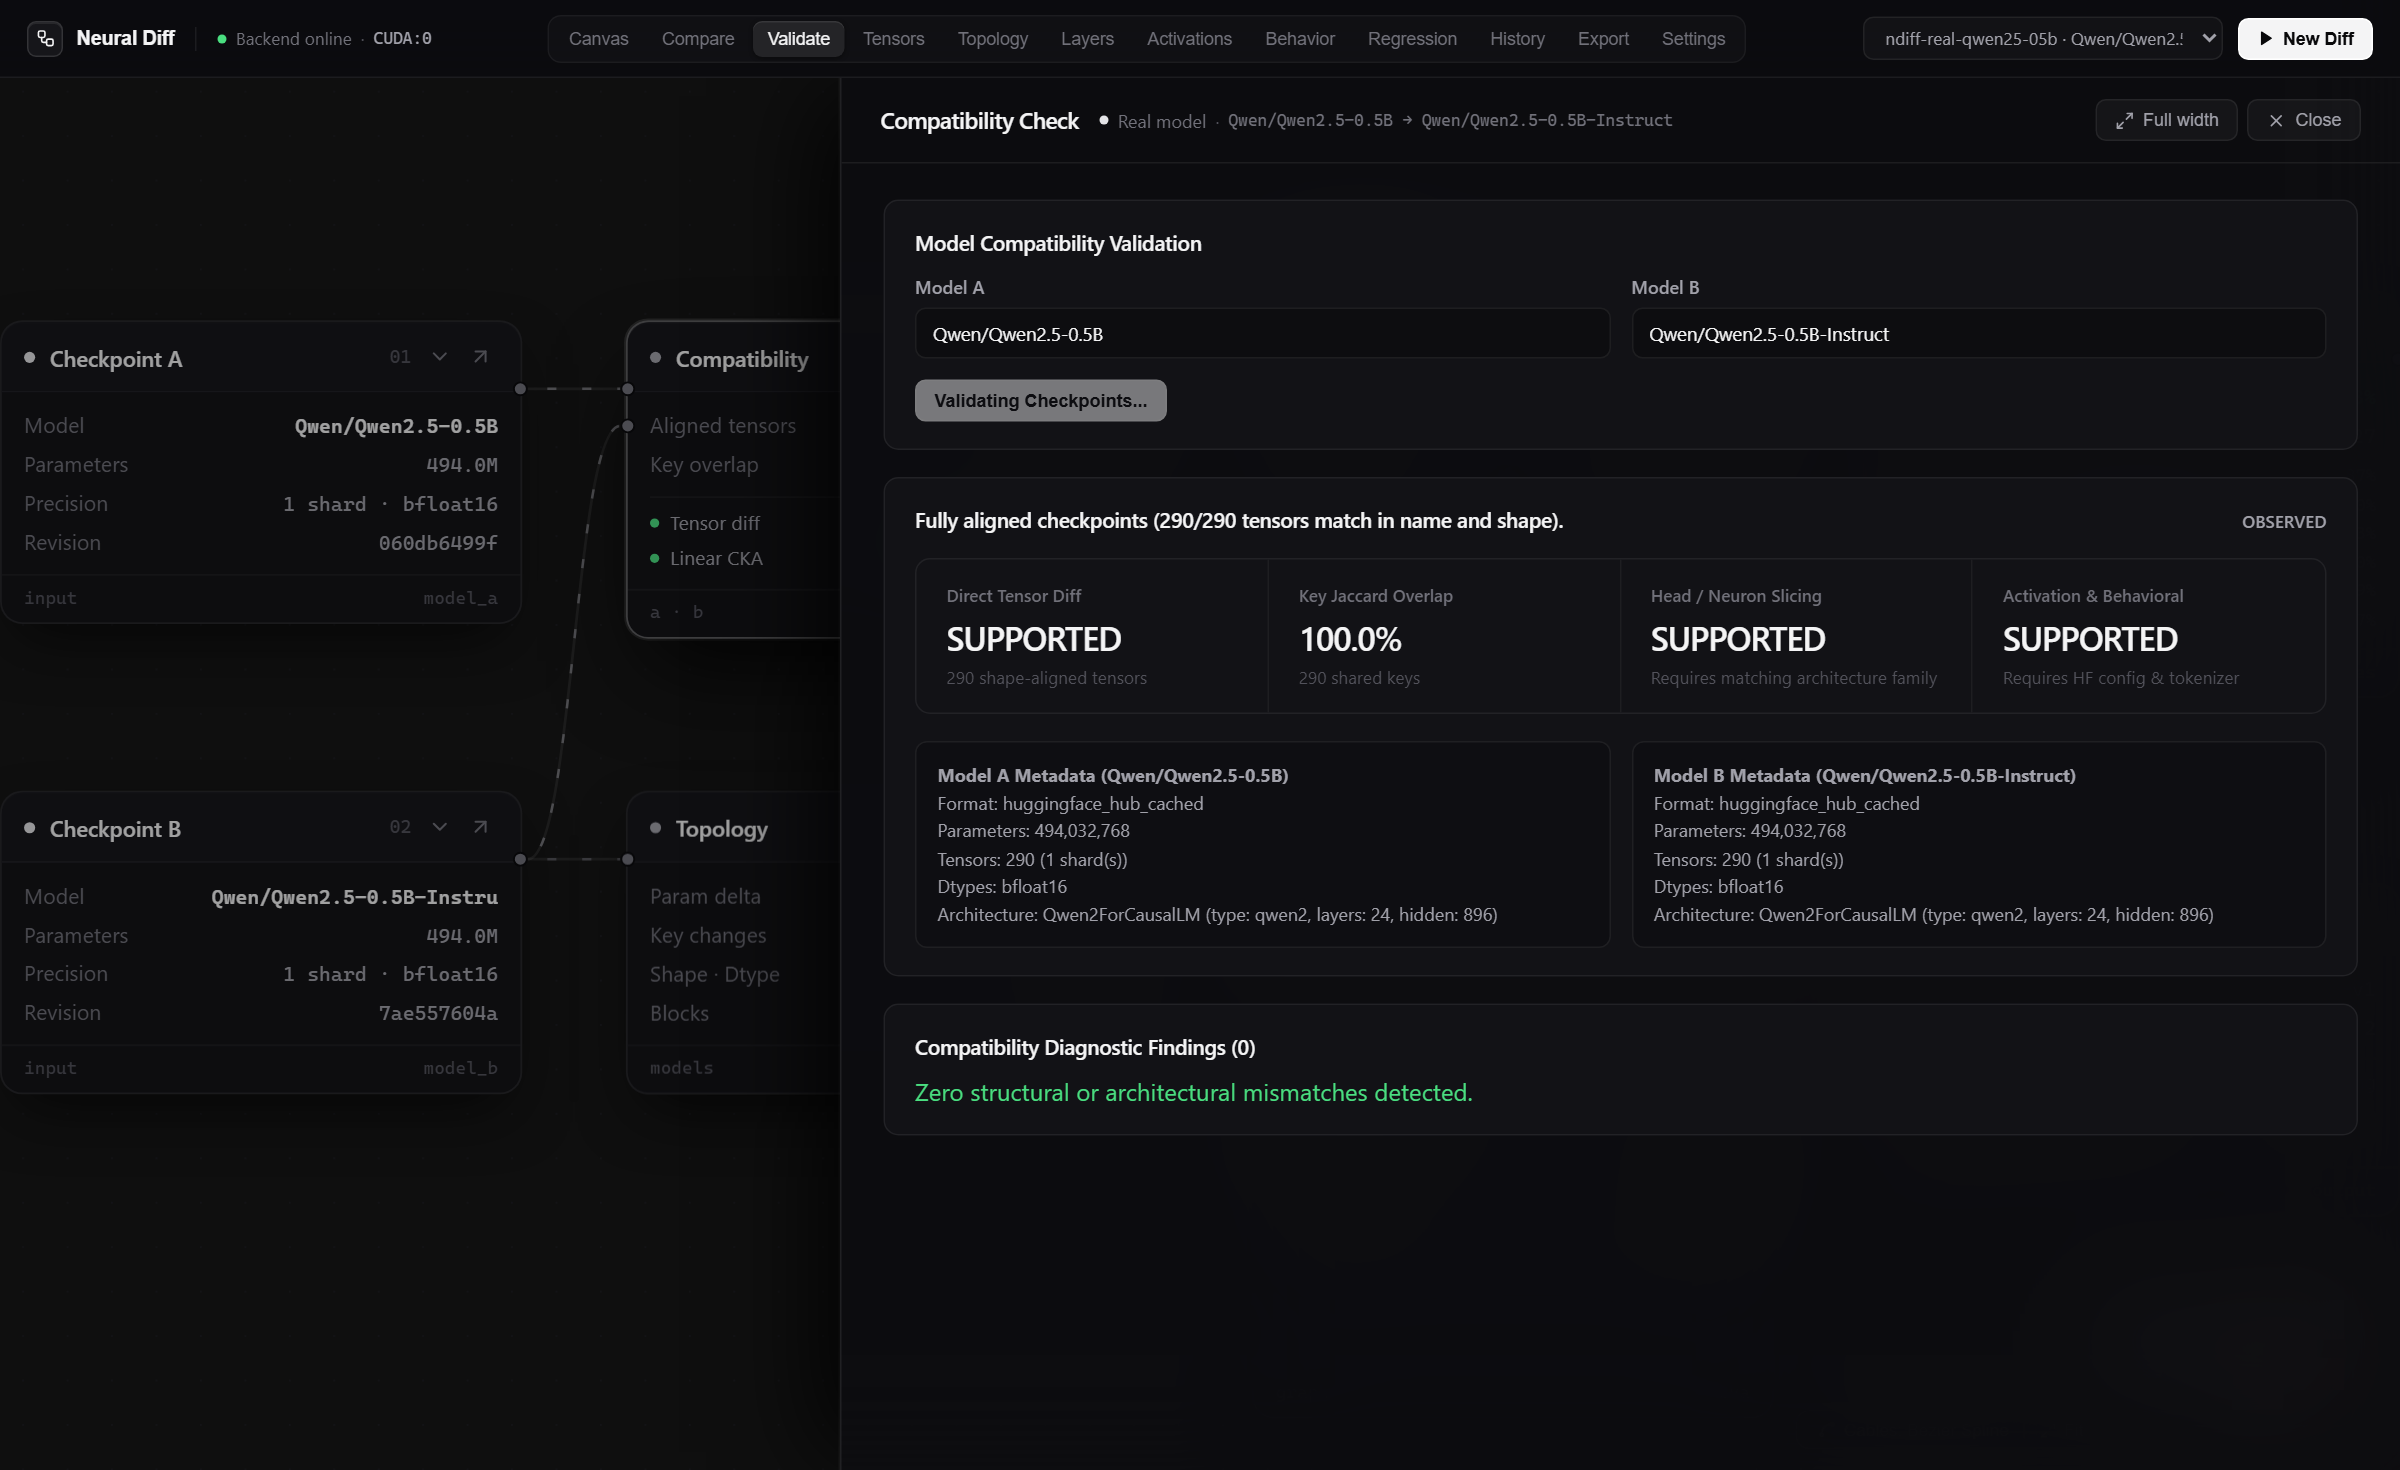 Neural Diff
Backend online · CUDA:0
Canvas
Compare
Validate
Tensors
Topology
Layers
Activations
Behavior
Regression
History
Export
Settings
ndiff-real-qwen25-05b · Qwen/Qwen2.5
New Diff
Compatibility Check
Real model · Qwen/Qwen2.5-0.5B → Qwen/Qwen2.5-0.5B-Instruct
Full width
Close
Checkpoint A
01
Model
Qwen/Qwen2.5-0.5B
Parameters
494.0M
Precision
1 shard · bfloat16
Revision
060db6499f
input
model_a
Compatibility
Aligned tensors
Key overlap
Tensor diff
Linear CKA
a · b
Checkpoint B
02
Model
Qwen/Qwen2.5-0.5B-Instru
Parameters
494.0M
Precision
1 shard · bfloat16
Revision
7ae557604a
input
model_b
Topology
Param delta
Key changes
Shape · Dtype
Blocks
models
Model Compatibility Validation
Model A
Qwen/Qwen2.5-0.5B
Model B
Qwen/Qwen2.5-0.5B-Instruct
Validating Checkpoints...
Fully aligned checkpoints (290/290 tensors match in name and shape).
OBSERVED
Direct Tensor Diff
SUPPORTED
290 shape-aligned tensors
Key Jaccard Overlap
100.0%
290 shared keys
Head / Neuron Slicing
SUPPORTED
Requires matching architecture family
Activation & Behavioral
SUPPORTED
Requires HF config & tokenizer
Model A Metadata (Qwen/Qwen2.5-0.5B)
Format: huggingface_hub_cached
Parameters: 494,032,768
Tensors: 290 (1 shard(s))
Dtypes: bfloat16
Architecture: Qwen2ForCausalLM (type: qwen2, layers: 24, hidden: 896)
Model B Metadata (Qwen/Qwen2.5-0.5B-Instruct)
Format: huggingface_hub_cached
Parameters: 494,032,768
Tensors: 290 (1 shard(s))
Dtypes: bfloat16
Architecture: Qwen2ForCausalLM (type: qwen2, layers: 24, hidden: 896)
Compatibility Diagnostic Findings (0)
Zero structural or architectural mismatches detected.